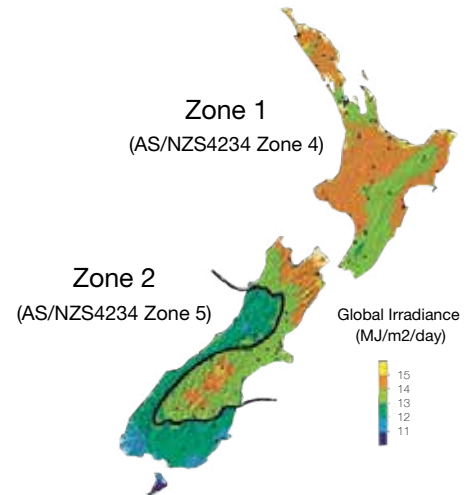 Zone 1
(AS/NZS4234 Zone 4)
Zone 2
(AS/NZS4234 Zone 5)
Global Irradiance
(MJ/m2/day)
15
14
13
12
11